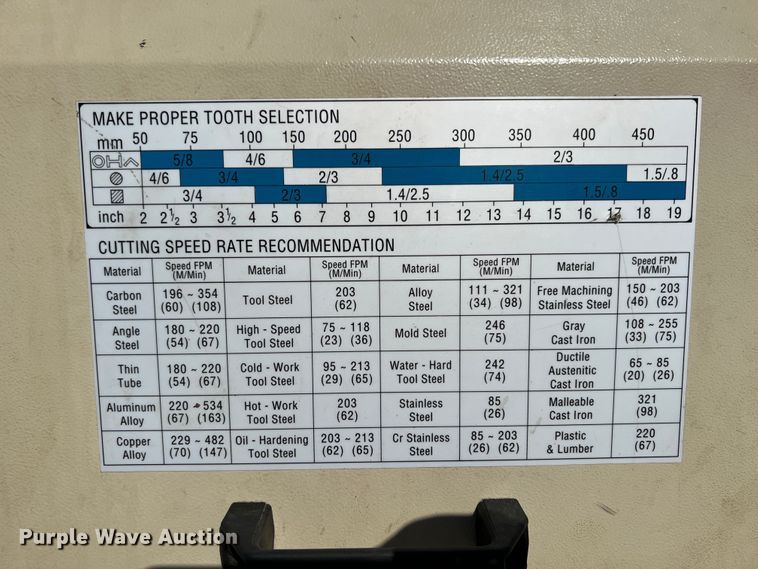 MAKE PROPER TOOTH SELECTION
mm 50 75 100 150 200 250 300 350 400 450
5/8 4/6 3/4 2/3
4/6 3/4 2/3 1.4/2.5 1.5/.8
3/4 2/3 1.4/2.5 1.5/.8
inch 2 2½ 3 3½ 4 5 6 7 8 9 10 11 12 13 14 15 16 17 18 19
CUTTING SPEED RATE RECOMMENDATION
Material Speed FPM (M/Min) Material Speed FPM (M/Min) Material Speed FPM (M/Min) Material Speed FPM (M/Min)
Carbon Steel 196 ~ 354 (60) (108) Tool Steel 203 (62) Alloy Steel 111 ~ 321 (34) (98) Free Machining Stainless Steel 150 ~ 203 (46) (62)
Angle Steel 180 ~ 220 (54) (67) High - Speed Tool Steel 75 ~ 118 (23) (36) Mold Steel 246 (75) Gray Cast Iron 108 ~ 255 (33) (75)
Thin Tube 180 ~ 220 (54) (67) Cold - Work Tool Steel 95 ~ 213 (29) (65) Water - Hard Tool Steel 242 (74) Ductile Austenitic Cast Iron 65 ~ 85 (20) (26)
Aluminum Alloy 220 ~ 534 (67) (163) Hot - Work Tool Steel 203 (62) Stainless Steel 85 (26) Malleable Cast Iron 321 (98)
Copper Alloy 229 ~ 482 (70) (147) Oil - Hardening Tool Steel 203 ~ 213 (62) (65) Cr Stainless Steel 85 ~ 203 (26) (62) Plastic & Lumber 220 (67)
Purple Wave Auction